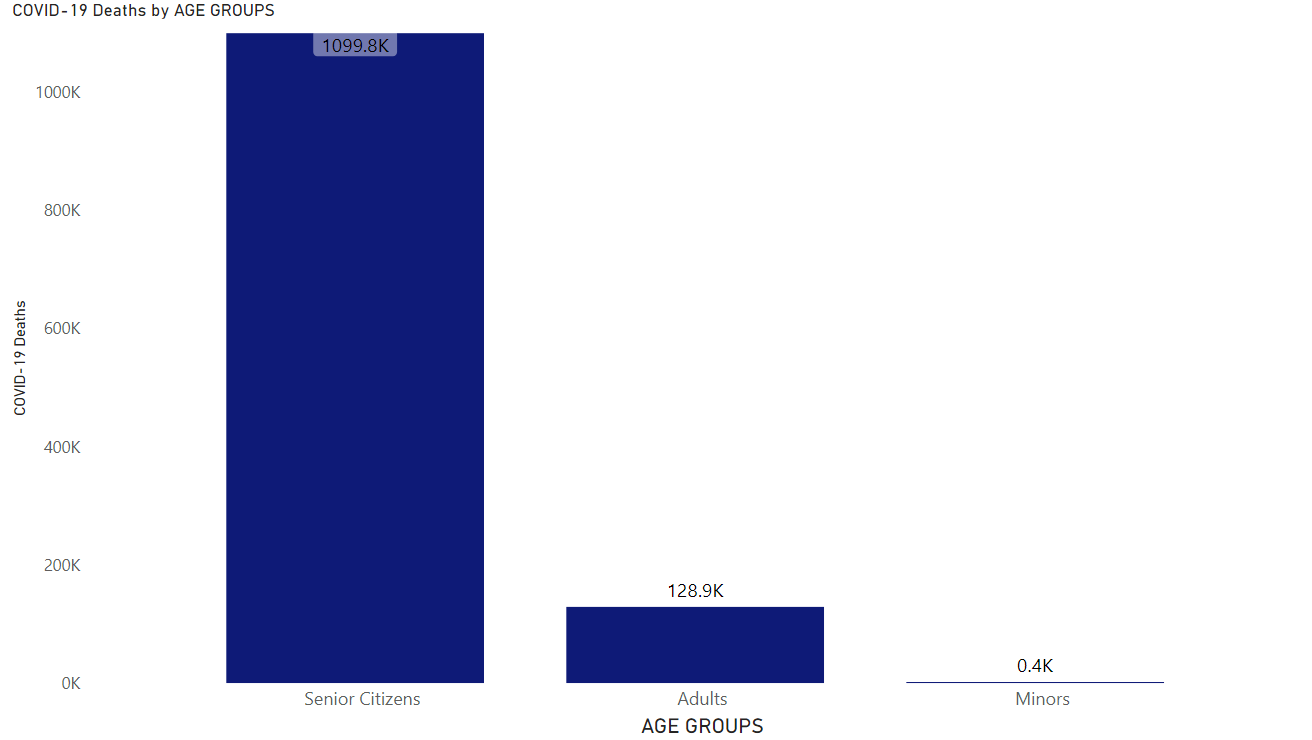 COVID-19 Deaths by AGE GROUPS
1099.8K
1000K
800K
600K
COVID-19 Deaths
400K
200K
128.9K
0.4K
0K
Senior Citizens
Adults
Minors
AGE GROUPS